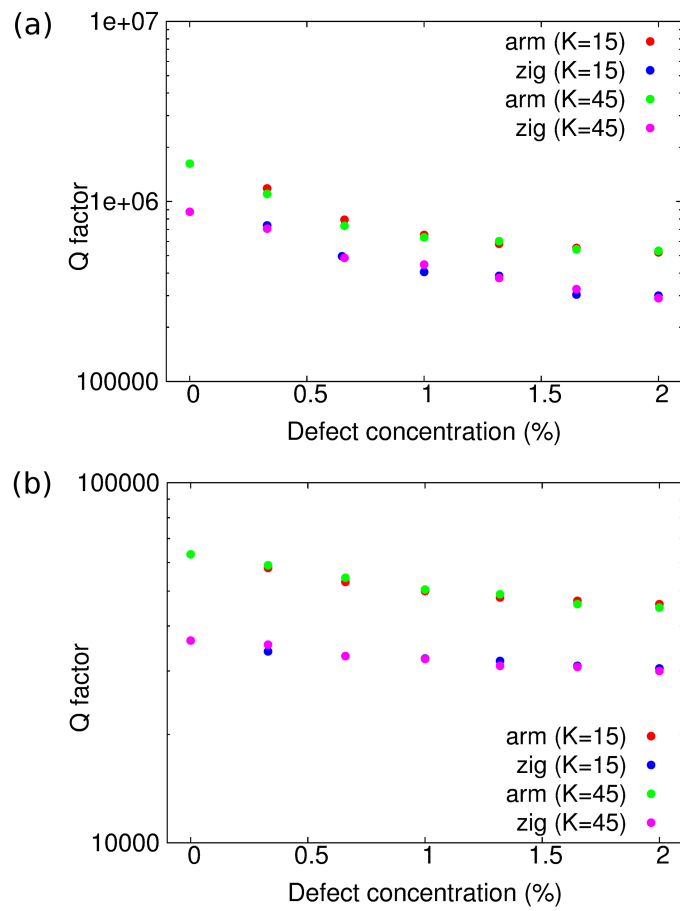 (a)
1e+07
1e+06
100000
Q factor
arm (K=15)
zig (K=15)
arm (K=45)
zig (K=45)
0 0.5 1 1.5 2
Defect concentration (%)
(b)
100000
10000
Q factor
arm (K=15)
zig (K=15)
arm (K=45)
zig (K=45)
0 0.5 1 1.5 2
Defect concentration (%)